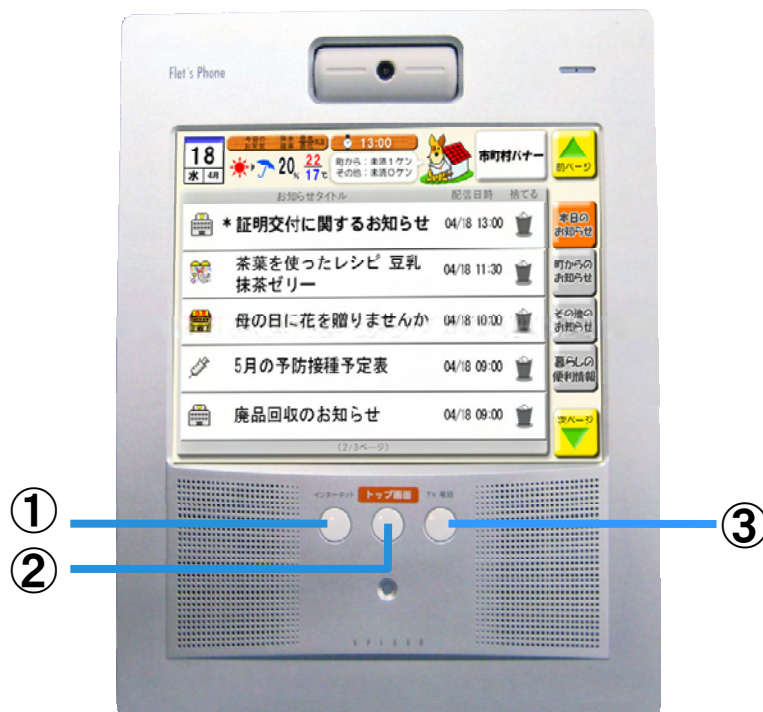 Flet's Phone
18
水 4月
20%
22
17℃
13:00
町から:未読1ケン
その他:未読0ケン
市町村バナー
前ページ
お知らせタイトル 配信日時 捨てる
*証明交付に関するお知らせ 04/18 13:00
茶葉を使ったレシピ 豆乳
抹茶ゼリー 04/18 11:30
母の日に花を贈りませんか 04/18 10:00
5月の予防接種予定表 04/18 09:00
廃品回収のお知らせ 04/18 09:00
(2/3ページ)
本日の
お知らせ
町からの
お知らせ
その他の
お知らせ
暮らしの
便利情報
次ページ
インターネット トップ画面 TV電話
①
②
③
VP1500